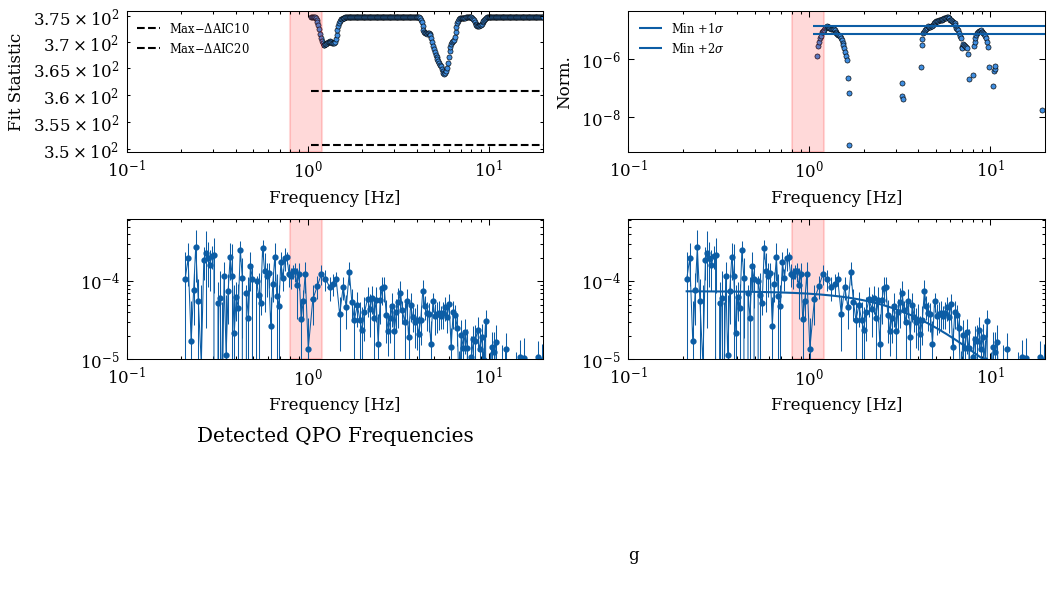 3.75 × 10²
3.7 × 10²
3.65 × 10²
3.6 × 10²
3.55 × 10²
3.5 × 10²
Fit Statistic
Max−ΔAIC10
Max−ΔAIC20
10⁻¹ 10⁰ 10¹
Frequency [Hz]
10⁻⁶
10⁻⁸
Norm.
Min +1σ
Min +2σ
10⁻¹ 10⁰ 10¹
Frequency [Hz]
10⁻⁴
10⁻⁵
10⁻¹ 10⁰ 10¹
Frequency [Hz]
10⁻⁴
10⁻⁵
10⁻¹ 10⁰ 10¹
Frequency [Hz]
Detected QPO Frequencies
g